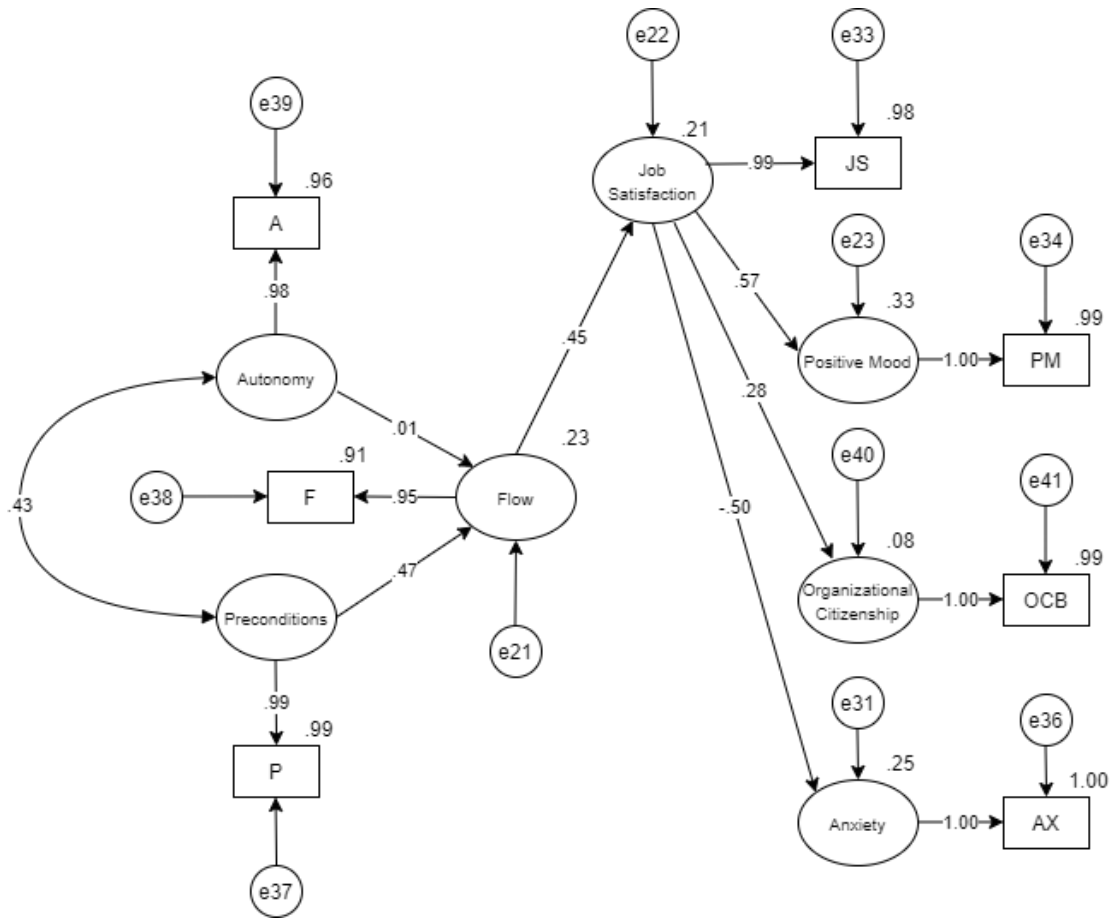 e22
e33
.21
.98
Job
Satisfaction
.99
JS
e39
.96
A
.98
Autonomy
e23
e34
.57
.33
.99
Positive Mood
1.00
PM
.45
.28
.01
.23
.43
.91
e38
F
.95
Flow
-.50
e40
e41
.08
.99
Organizational
Citizenship
1.00
OCB
.47
Preconditions
e21
.99
.99
P
e37
e31
e36
.25
1.00
Anxiety
1.00
AX